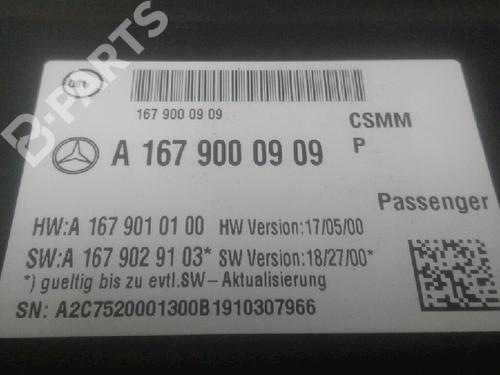 167 900 09 09
CSMM
P
A 167 900 09 09
Passenger
HW:A 167 901 01 00 HW Version:17/05/00
SW:A 167 902 91 03* SW Version:18/27/00*
*) gueltig bis zu evtl.SW – Aktualisierung
SN: A2C7520001300B1910307966
B-PARTS